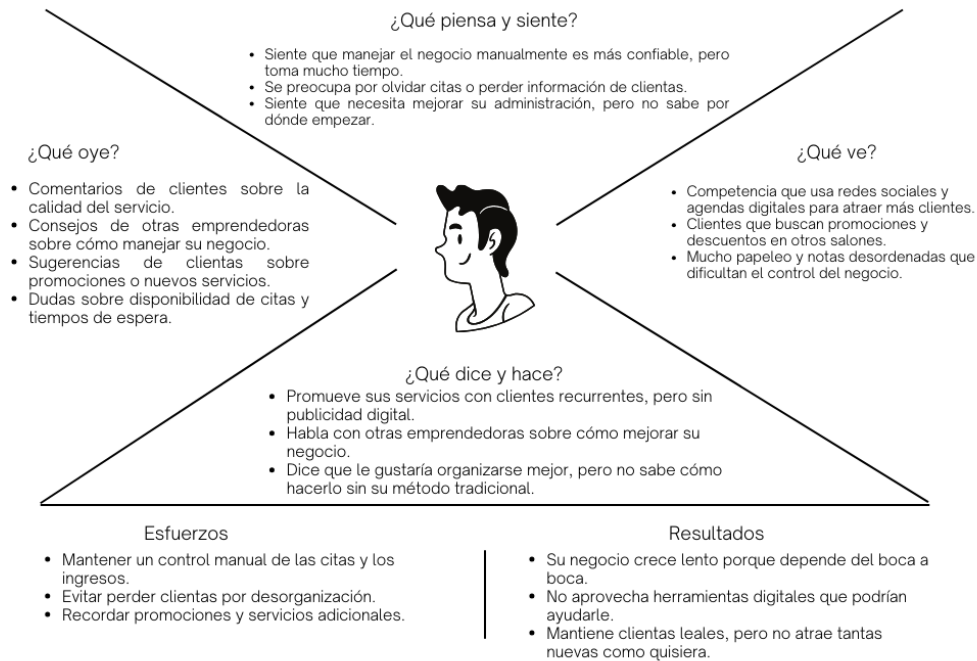 ¿Qué piensa y siente?
• Siente que manejar el negocio manualmente es más confiable, pero
toma mucho tiempo.
• Se preocupa por olvidar citas o perder información de clientas.
• Siente que necesita mejorar su administración, pero no sabe por
dónde empezar.
¿Qué oye?
• Comentarios de clientes sobre la
calidad del servicio.
• Consejos de otras emprendedoras
sobre cómo manejar su negocio.
• Sugerencias de clientas sobre
promociones o nuevos servicios.
• Dudas sobre disponibilidad de citas y
tiempos de espera.
¿Qué ve?
• Competencia que usa redes sociales y
agendas digitales para atraer más clientes.
• Clientes que buscan promociones y
descuentos en otros salones.
• Mucho papeleo y notas desordenadas que
dificultan el control del negocio.
¿Qué dice y hace?
• Promueve sus servicios con clientes recurrentes, pero sin
publicidad digital.
• Habla con otras emprendedoras sobre cómo mejorar su
negocio.
• Dice que le gustaría organizarse mejor, pero no sabe cómo
hacerlo sin su método tradicional.
Esfuerzos
• Mantener un control manual de las citas y los
ingresos.
• Evitar perder clientas por desorganización.
• Recordar promociones y servicios adicionales.
Resultados
• Su negocio crece lento porque depende del boca a
boca.
• No aprovecha herramientas digitales que podrían
ayudarle.
• Mantiene clientas leales, pero no atrae tantas
nuevas como quisiera.